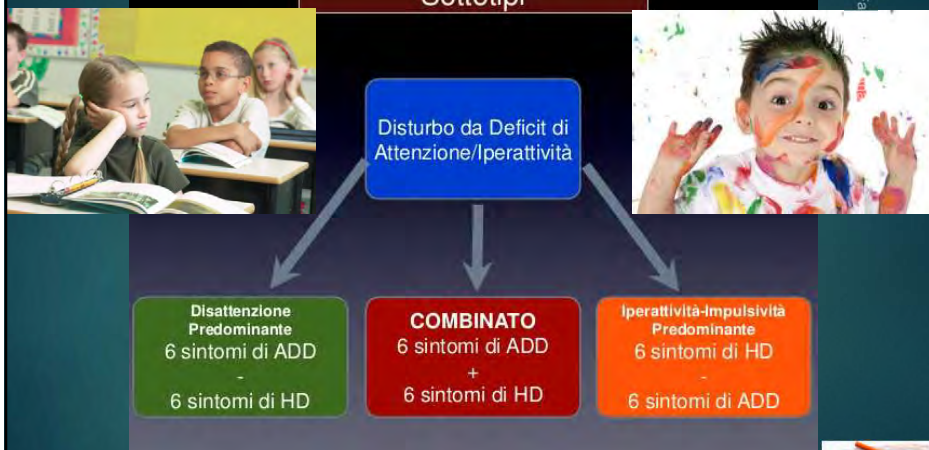 Sottotipi
Disturbo da Deficit di
Attenzione/Iperattività
Disattenzione
Predominante
6 sintomi di ADD
-
6 sintomi di HD
COMBINATO
6 sintomi di ADD
+
6 sintomi di HD
Iperattività-Impulsività
Predominante
6 sintomi di HD
-
6 sintomi di ADD